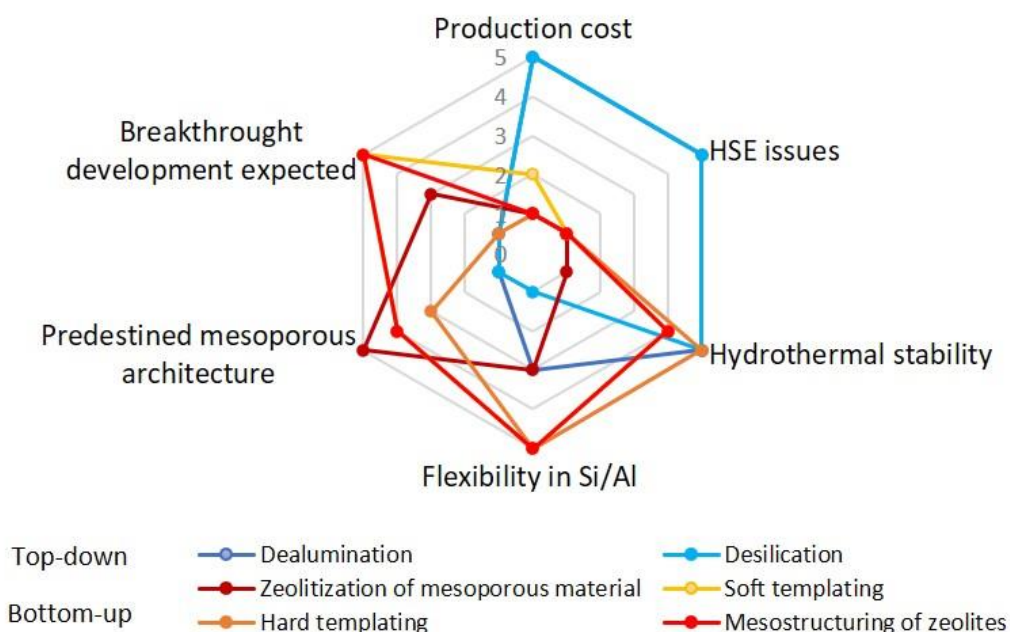 Production cost
5
4
3
2
1
0
Breakthrought
development expected
HSE issues
Predestined mesoporous
architecture
Hydrothermal stability
Flexibility in Si/Al
Top-down
Dealumination
Desilication
Zeolitization of mesoporous material
Soft templating
Bottom-up
Hard templating
Mesostructuring of zeolites